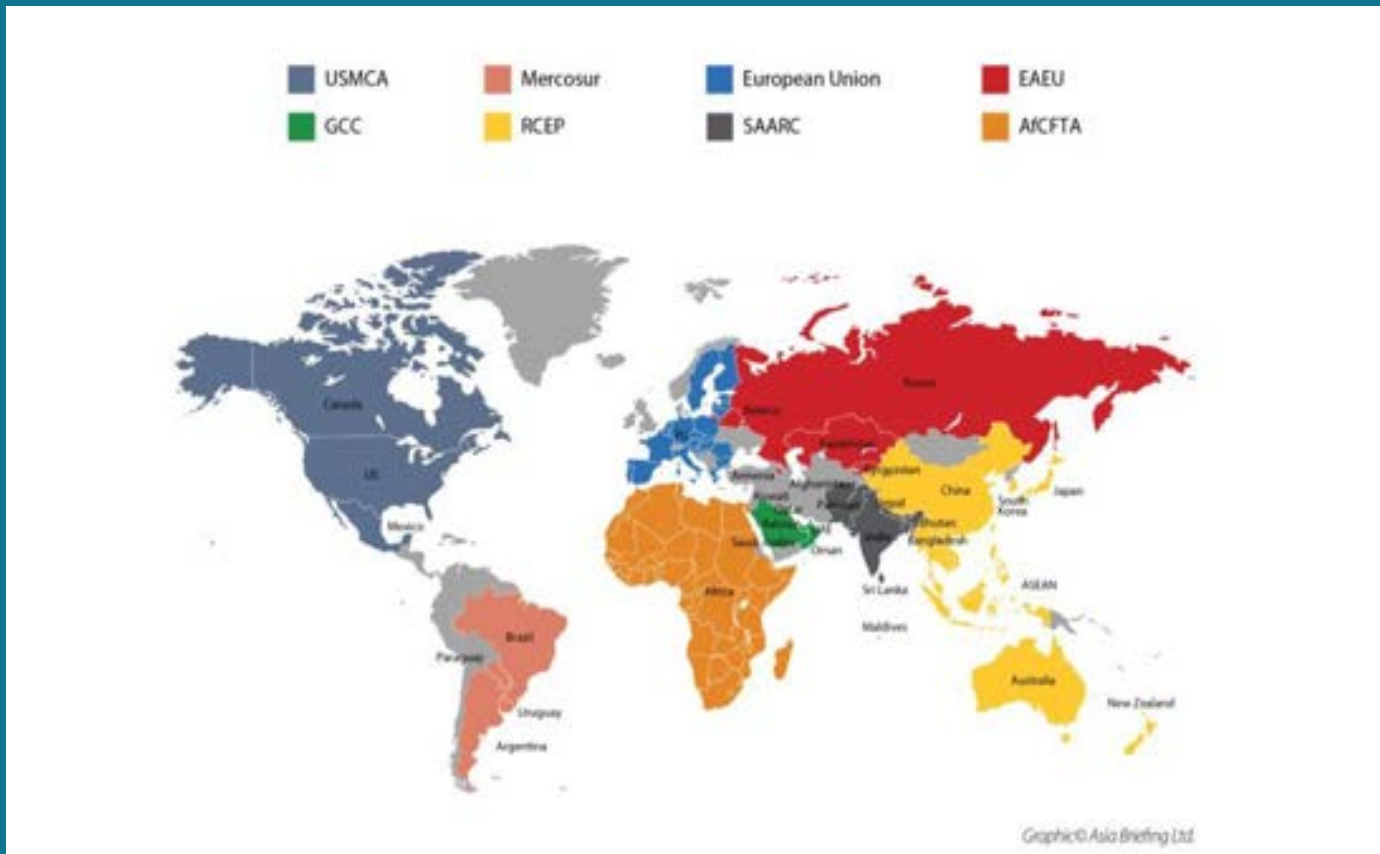 USMCA
Mercosur
European Union
EAEU
GCC
RCEP
SAARC
AfCFTA
Canada
US
Mexico
Brazil
Paraguay
Uruguay
Argentina
Russia
Belarus
Kazakhstan
Kyrgyzstan
Armenia
Afghanistan
Kuwait
Saudi
Oman
Africa
India
Bhutan
Bangladesh
Sri Lanka
Maldives
China
South
Korea
Japan
ASEAN
Australia
New Zealand
Graphic© Asia Briefing Ltd.